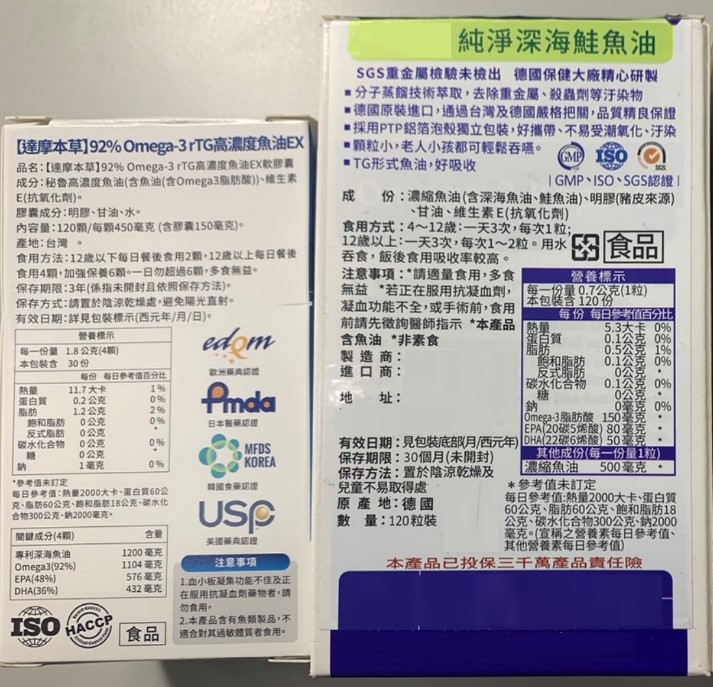 【達摩本草】92% Omega-3 rTG高濃度魚油EX
品名:【達摩本草】92% Omega-3 rTG高濃度魚油EX軟膠囊
成分:秘魯高濃度魚油(含魚油(含Omega3脂肪酸))、維生素
E(抗氧化劑)。
膠囊成分:明膠、甘油、水。
內容量:120顆/每顆450毫克 (含膠囊150毫克)。
產地:台灣。
食用方法:12歲以下每日餐後食用2顆,12歲以上每日餐後
食用4顆,加強保養6顆。一日勿超過6顆,多食無益。
保存期限:3年(係指未開封且依照保存方法)。
保存方式:請置於陰涼乾燥處,避免陽光直射。
有效日期:詳見包裝標示(西元年/月/日)。
營養標示
每一份量 1.8 公克(4顆)
本包裝含 30份
每份 每日參考值百分比
熱量 11.7 大卡 1%
蛋白質 0.2 公克 0%
脂肪 1.2 公克 2%
飽和脂肪 0 公克 0%
反式脂肪 0 公克 *
碳水化合物 0 公克 0%
糖 0 公克 *
鈉 1 毫克 0%
*參考值未訂定
每日參考值:熱量2000大卡、蛋白質60公
克、脂肪60公克、飽和脂肪18公克、碳水化
合物300公克、鈉2000毫克。
關鍵成分(4顆) 含量
專利深海魚油 1200 毫克
Omega3(92%) 1104 毫克
EPA(48%) 576 毫克
DHA(36%) 432 毫克
ISO
HACCP
食品
edQm
歐洲藥典認證
Pmda
日本醫藥認證
MFDS
KOREA
韓國食藥認證
USP
美國藥典認證
注意事項
1.血小板凝集功能不佳及正
在服用抗凝血劑藥物者,請
勿食用。
2.本產品含有魚類製品,不
適合對其過敏體質者食用。
純淨深海鮭魚油
SGS重金屬檢驗未檢出 德國保健大廠精心研製
▪分子蒸餾技術萃取,去除重金屬、殺蟲劑等汙染物
▪德國原裝進口,通過台灣及德國嚴格把關,品質精良保證
▪採用PTP鋁箔泡殼獨立包裝,好攜帶、不易受潮氧化、汙染
▪顆粒小,老人小孩都可輕鬆吞嚥。
▪TG形式魚油,好吸收
GMP
ISO
SGS
|GMP、ISO、SGS認證|
成 份:濃縮魚油(含深海魚油、鮭魚油)、明膠(豬皮來源)
、甘油、維生素E(抗氧化劑)
食用方式:4～12歲:一天3次,每次1粒;
12歲以上:一天3次,每次1～2粒。用水
吞食,飯後食用吸收率較高。
食品
注意事項:*請適量食用,多食
無益 *若正在服用抗凝血劑,
凝血功能不全,或手術前,食用
前請先徵詢醫師指示 *本產品
含魚油 *非素食
製造商:
進口商:
地 址:
有效日期:見包裝底部(月/西元年)
保存期限:30個月(未開封)
保存方法:置於陰涼乾燥及
兒童不易取得處
原產地:德國
數 量:120粒裝
營養標示
每一份量 0.7公克(1粒)
本包裝含 120 份
每份 每日參考值百分比
熱量 5.3大卡 0%
蛋白質 0.1公克 0%
脂肪 0.5公克 1%
飽和脂肪 0.1公克 0%
反式脂肪 0公克 *
碳水化合物 0.1公克 0%
糖 0公克 *
鈉 0毫克 0%
Omega-3脂肪酸 150毫克 *
EPA(20碳5烯酸) 80毫克 *
DHA(22碳6烯酸) 50毫克 *
其他成份(每一份量1粒)
濃縮魚油 500毫克 *
＊參考值未訂定
每日參考值:熱量2000大卡、蛋白質
60公克、脂肪60公克、飽和脂肪18
公克、碳水化合物300公克、鈉2000
毫克。(宣稱之營養素每日參考值、
其他營養素每日參考值)
本產品已投保三千萬產品責任險